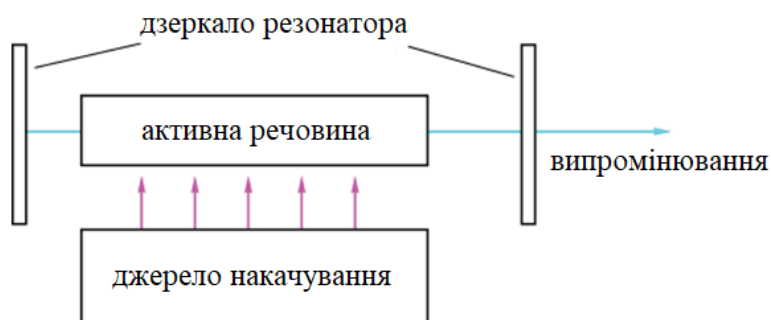 дзеркало резонатора
активна речовина
випромінювання
джерело накачування